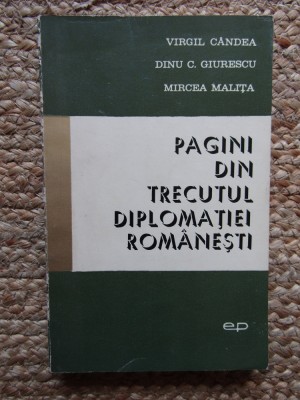 VIRGIL CÂNDEA
DINU C. GIURESCU
MIRCEA MALIȚA
PAGINI
DIN
TRECUTUL
DIPLOMAȚIEI
ROMÂNEȘTI
ep